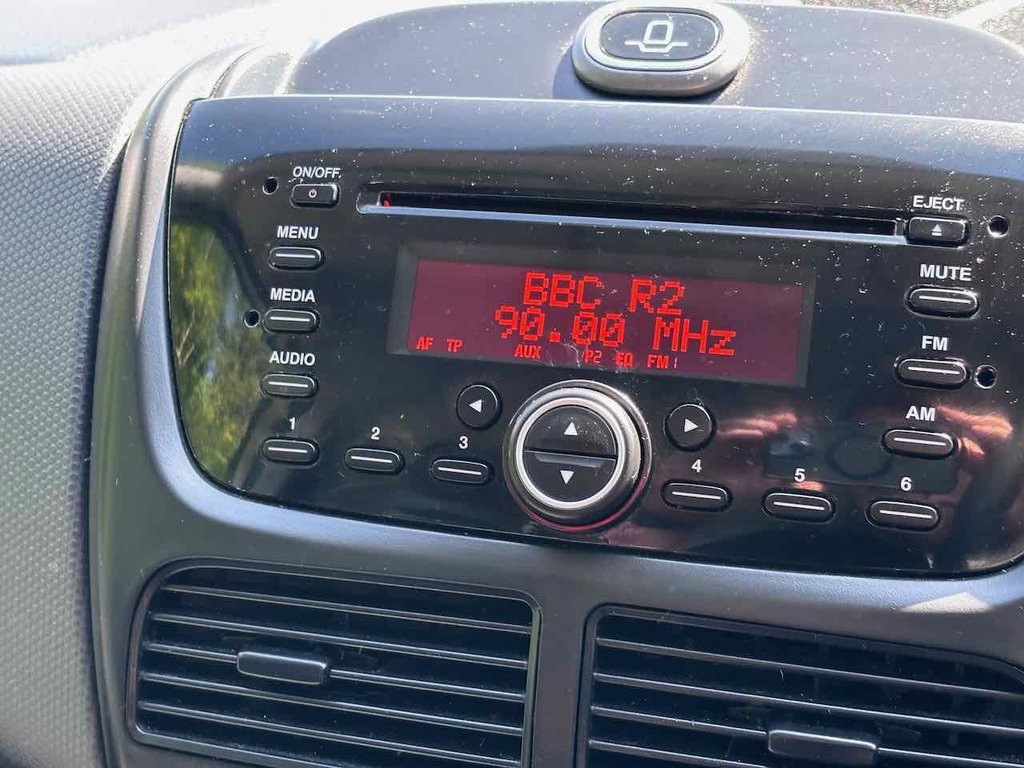 ON/OFF
EJECT
MENU
MUTE
MEDIA
BBC R2
90.00 MHz
AF TP AUX P2 EQ FM1
FM
AUDIO
AM
1 2 3 4 5 6